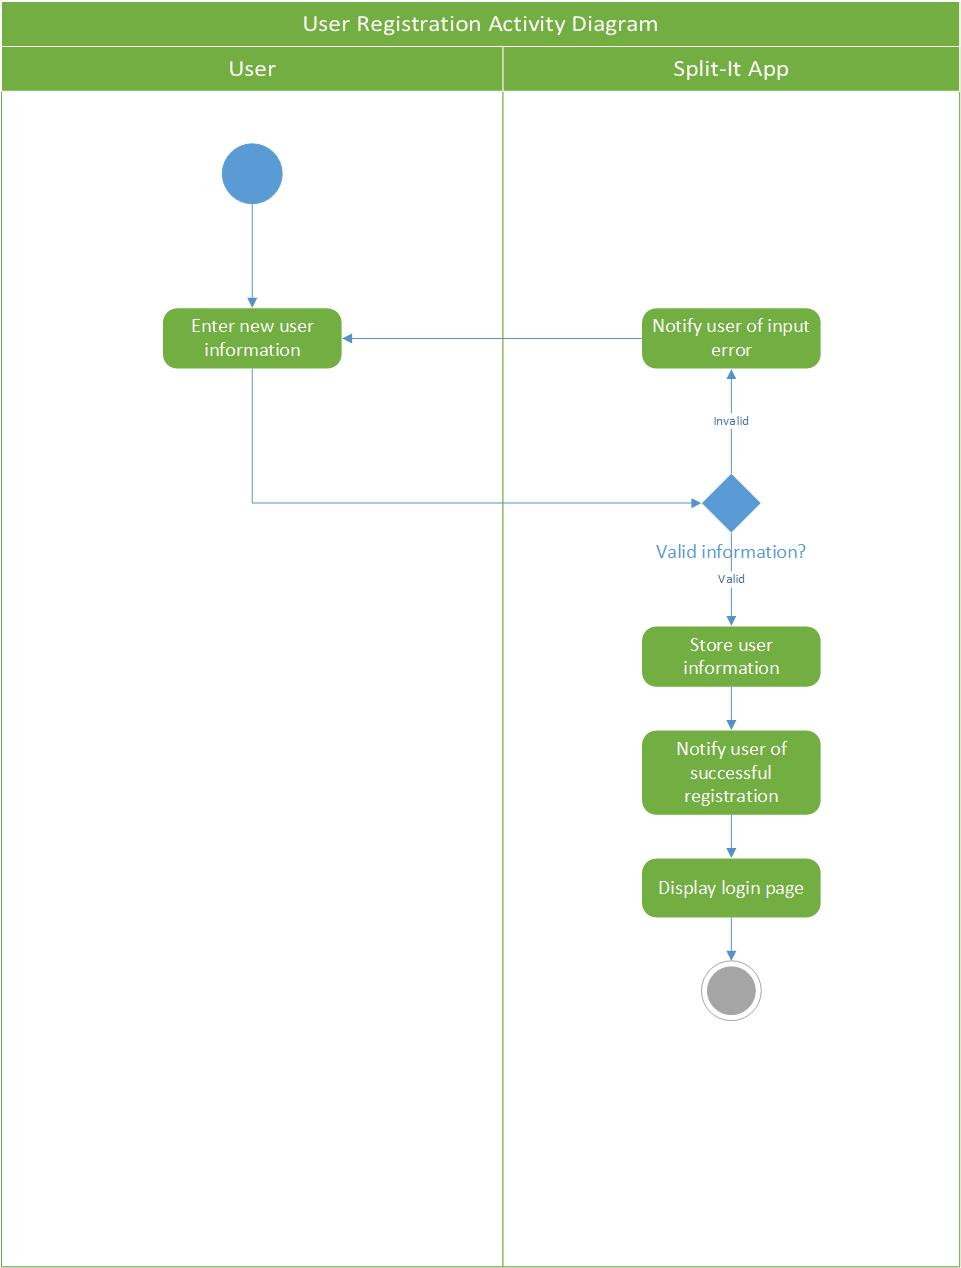 User Registration Activity Diagram
User
Split-It App
Enter new user
information
Notify user of input
error
Invalid
Valid information?
Valid
Store user
information
Notify user of
successful
registration
Display login page